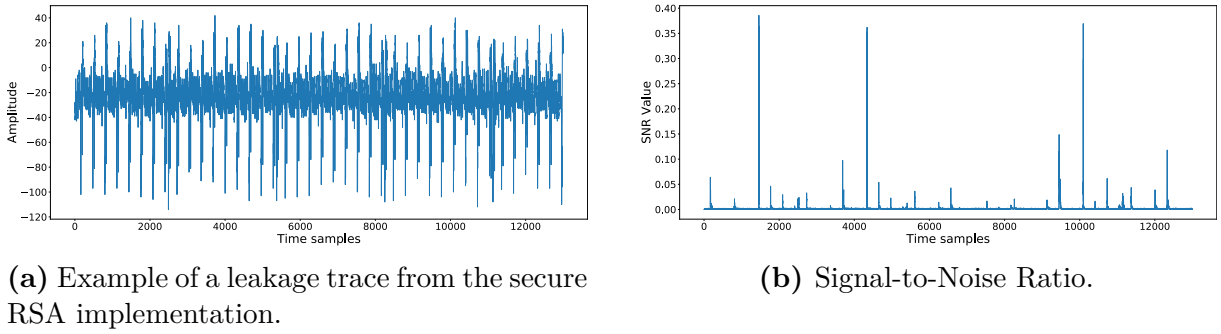 40
20
0
−20
−40
−60
−80
−100
−120
Amplitude
0 2000 4000 6000 8000 10000 12000
Time samples
(a) Example of a leakage trace from the secure
RSA implementation.
0.40
0.35
0.30
0.25
0.20
0.15
0.10
0.05
0.00
SNR Value
0 2000 4000 6000 8000 10000 12000
Time samples
(b) Signal-to-Noise Ratio.